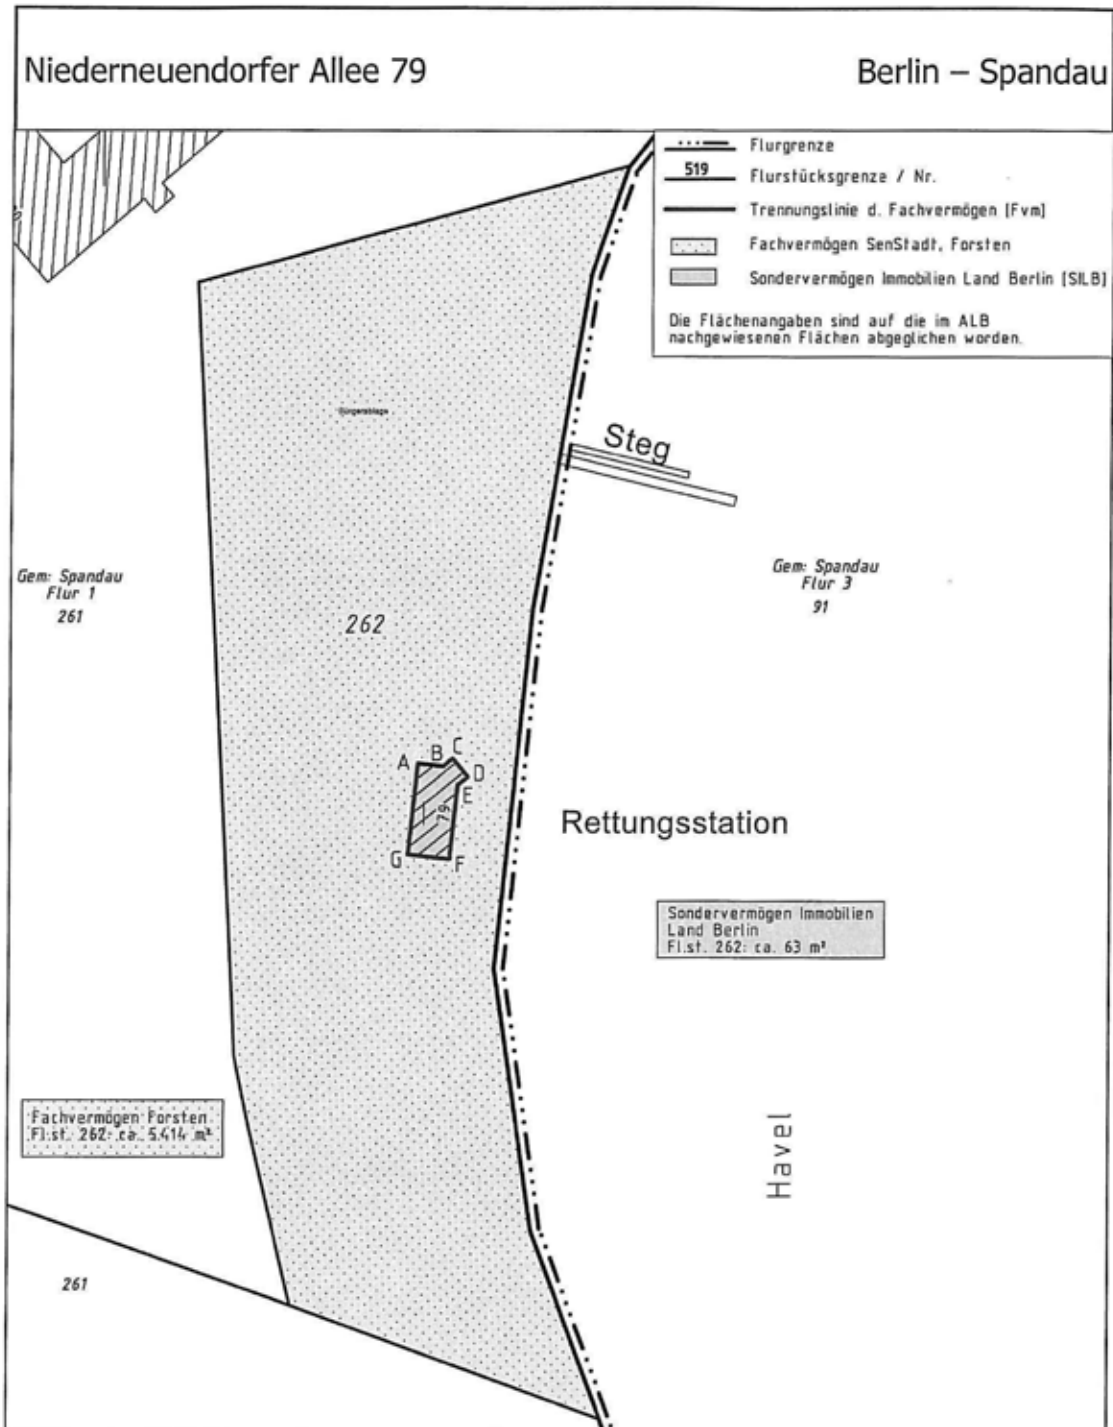 Niederneuendorfer Allee 79
Berlin – Spandau
Flurgrenze
519
Flurstücksgrenze / Nr.
Trennungslinie d. Fachvermögen [Fvm]
Fachvermögen SenStadt, Forsten
Sondervermögen Immobilien Land Berlin [SILB]
Die Flächenangaben sind auf die im ALB
nachgewiesenen Flächen abgeglichen worden.
Bürgerablage
Steg
Gem: Spandau
Flur 1
261
Gem: Spandau
Flur 3
91
262
A
B
C
D
E
F
G
I
79
Rettungsstation
Sondervermögen Immobilien
Land Berlin
Fl.st. 262: ca. 63 m²
Fachvermögen Forsten
Fl.st. 262: ca. 5.414 m²
Havel
261